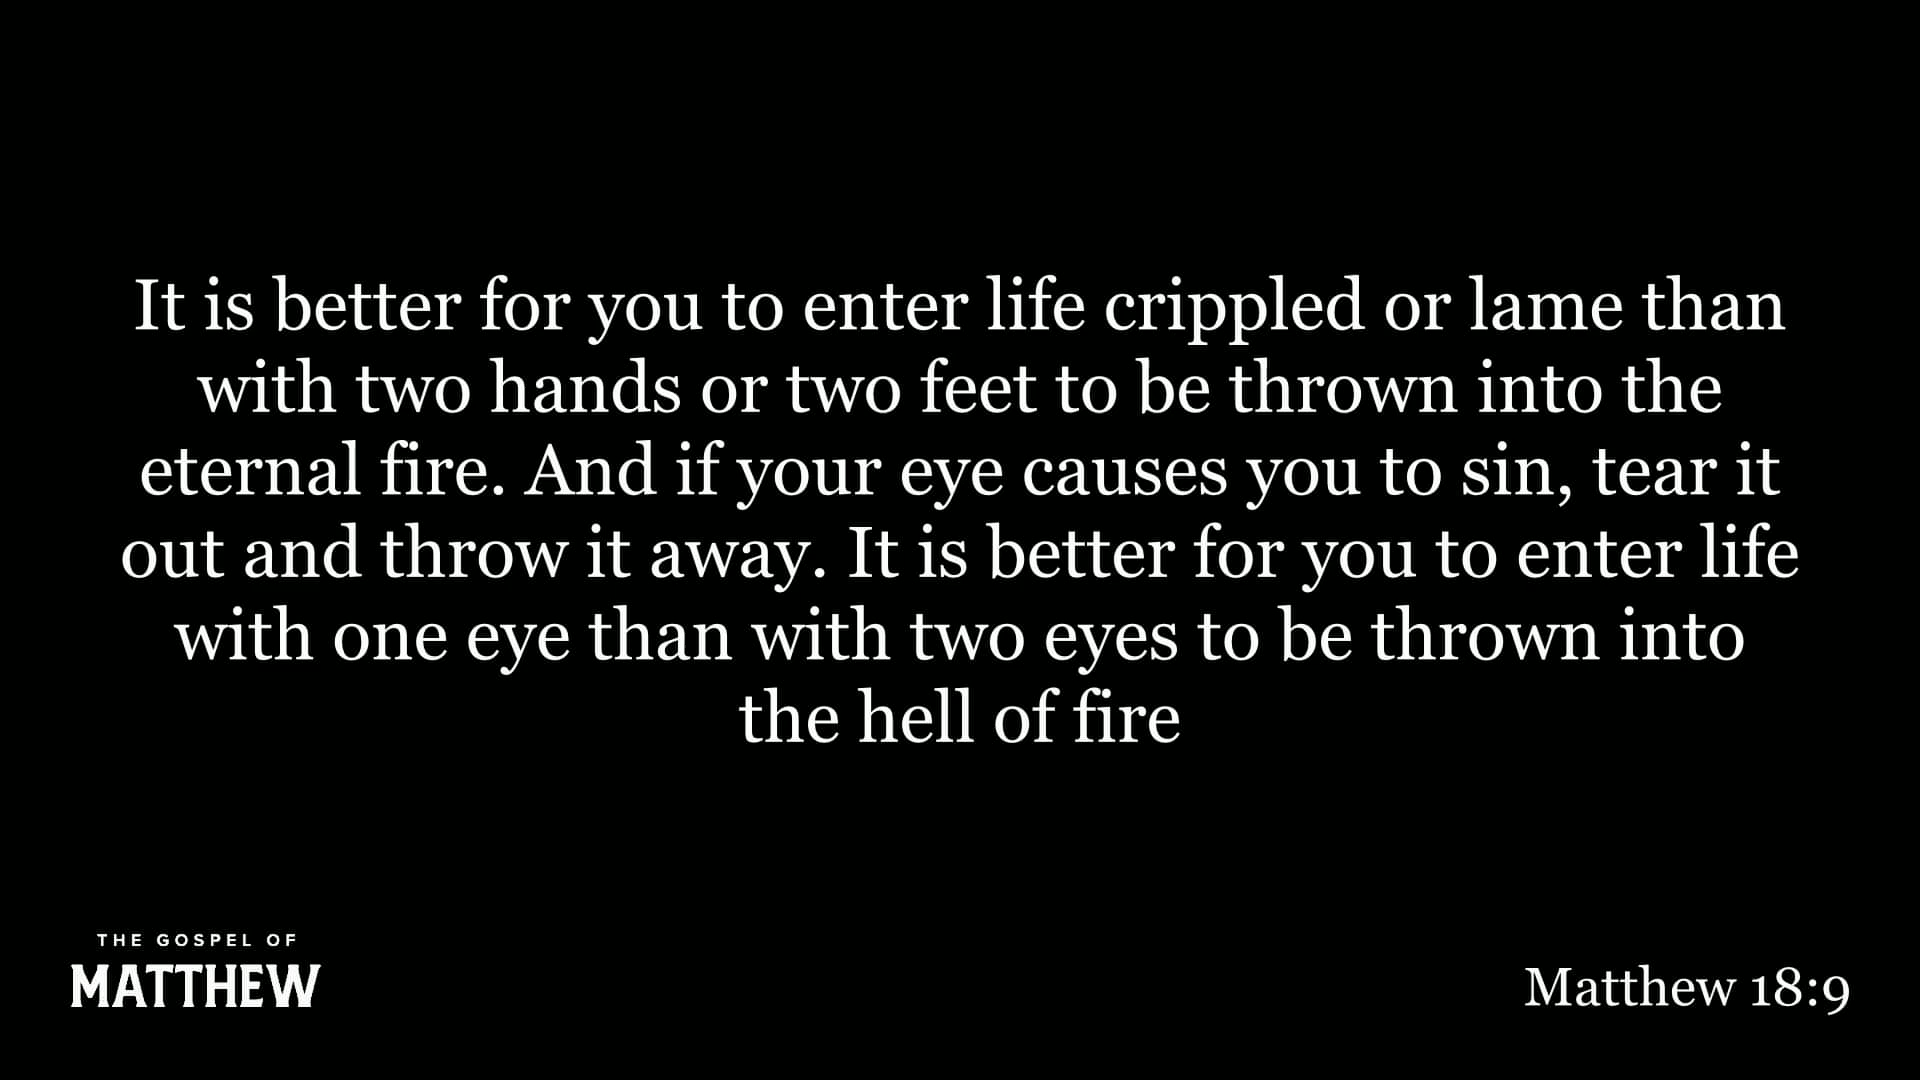 It is better for you to enter life crippled or lame than
with two hands or two feet to be thrown into the
eternal fire. And if your eye causes you to sin, tear it
out and throw it away. It is better for you to enter life
with one eye than with two eyes to be thrown into
the hell of fire
THE GOSPEL OF
MATTHEW
Matthew 18:9